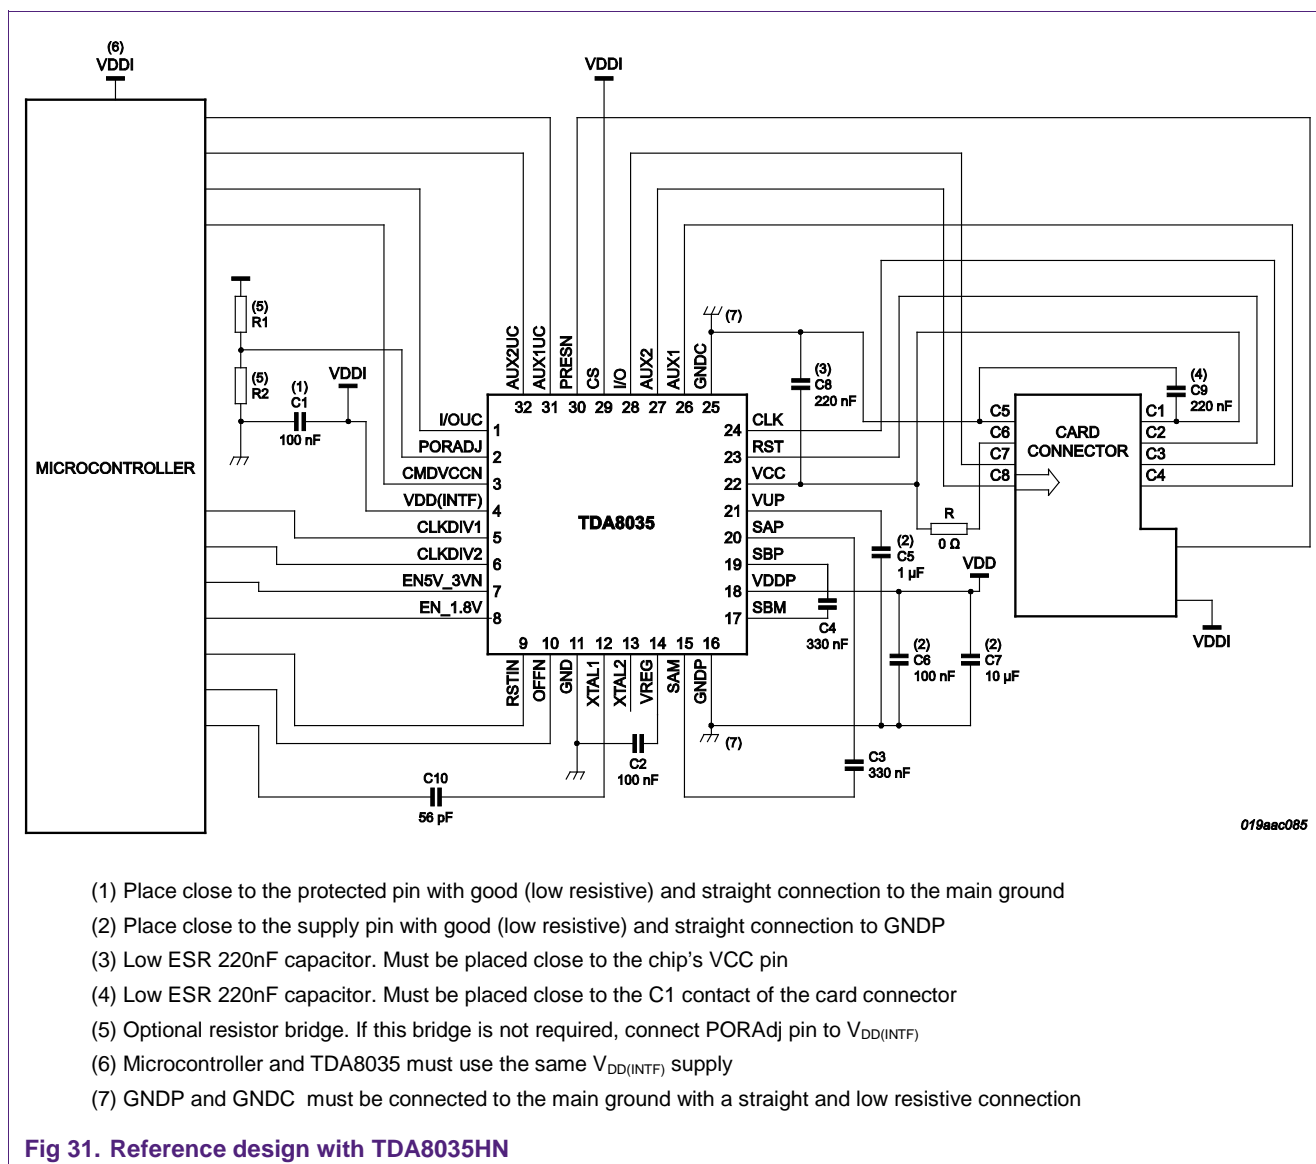 (6)
VDDI
VDDI
MICROCONTROLLER
(5)
R1
(5)
R2
(1)
C1
100 nF
VDDI
AUX2UC
AUX1UC
PRESN
CS
I/O
AUX2
AUX1
GNDC
(7)
32 31 30 29 28 27 26 25
I/OUC 1
PORADJ 2
CMDVCCN 3
VDD(INTF) 4
CLKDIV1 5
CLKDIV2 6
EN5V_3VN 7
EN_1.8V 8
TDA8035
24 CLK
23 RST
22 VCC
21 VUP
20 SAP
19 SBP
18 VDDP
17 SBM
9 10 11 12 13 14 15 16
RSTIN
OFFN
GND
XTAL1
XTAL2
VREG
SAM
GNDP
(7)
(3)
C8
220 nF
(4)
C9
220 nF
C5
C6
C7
C8
CARD
CONNECTOR
C1
C2
C3
C4
R
0 Ω
(2)
C5
1 µF
VDD
C4
330 nF
(2)
C6
100 nF
(2)
C7
10 µF
VDDI
C2
100 nF
C3
330 nF
C10
56 pF
019aac085
(1) Place close to the protected pin with good (low resistive) and straight connection to the main ground
(2) Place close to the supply pin with good (low resistive) and straight connection to GNDP
(3) Low ESR 220nF capacitor. Must be placed close to the chip's VCC pin
(4) Low ESR 220nF capacitor. Must be placed close to the C1 contact of the card connector
(5) Optional resistor bridge. If this bridge is not required, connect PORAdj pin to VDD(INTF)
(6) Microcontroller and TDA8035 must use the same VDD(INTF) supply
(7) GNDP and GNDC must be connected to the main ground with a straight and low resistive connection
Fig 31. Reference design with TDA8035HN